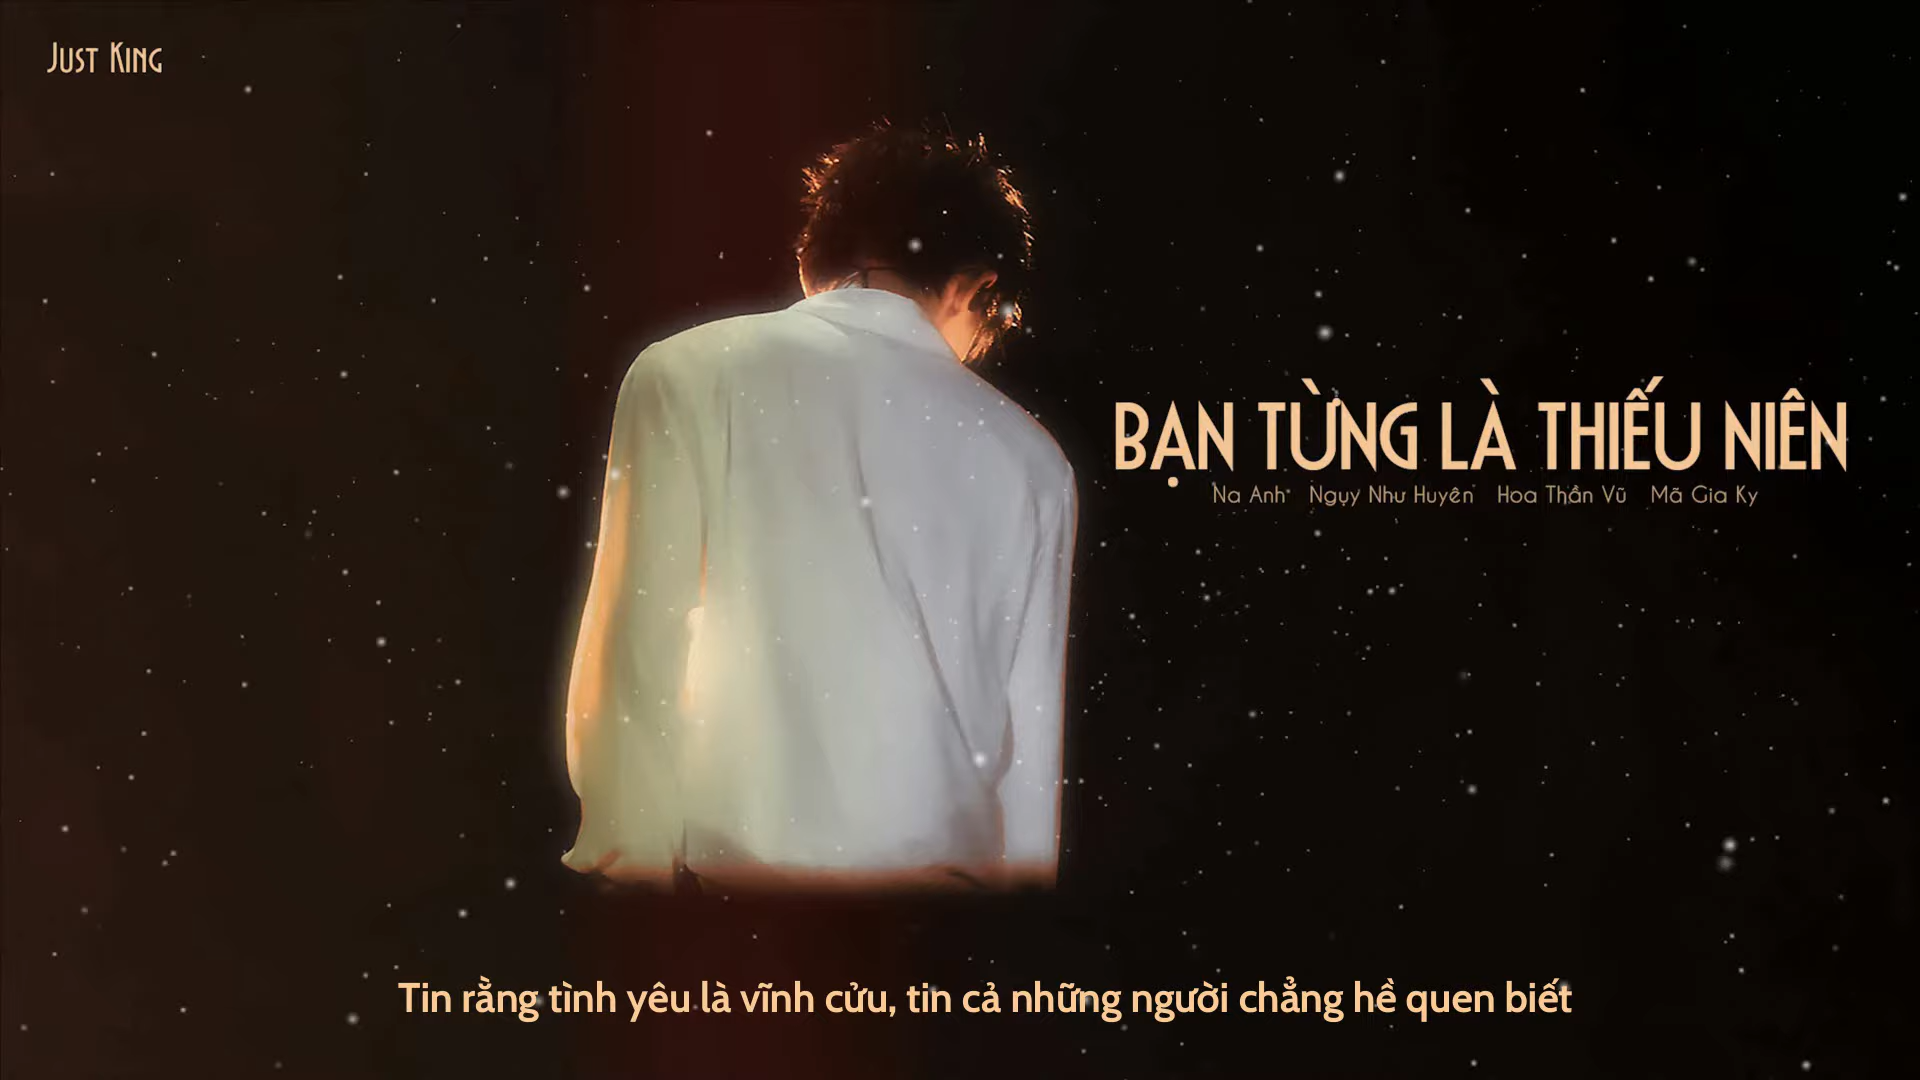 JUST KING
BẠN TỪNG LÀ THIẾU NIÊN
Na Anh Ngụy Như Huyên Hoa Thần Vũ Mã Gia Kỳ
Tin rằng tình yêu là vĩnh cửu, tin cả những người chẳng hề quen biết